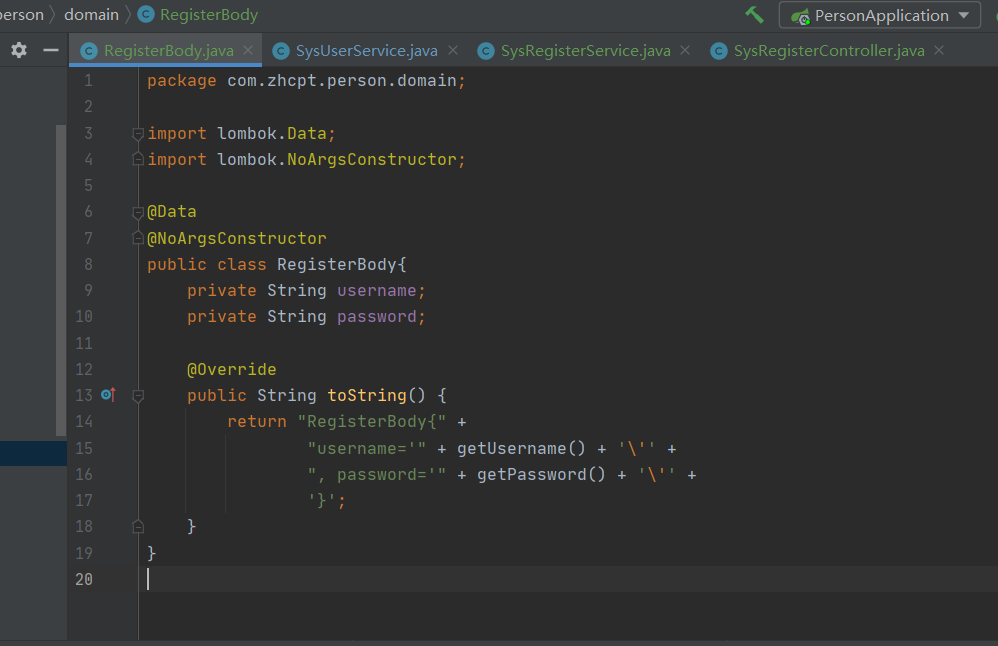 person > domain > RegisterBody
PersonApplication
RegisterBody.java SysUserService.java SysRegisterService.java SysRegisterController.java
1 package com.zhcpt.person.domain;
2
3 import lombok.Data;
4 import lombok.NoArgsConstructor;
5
6 @Data
7 @NoArgsConstructor
8 public class RegisterBody{
9     private String username;
10     private String password;
11
12     @Override
13     public String toString() {
14         return "RegisterBody{" +
15                 "username='" + getUsername() + '\'' +
16                 ", password='" + getPassword() + '\'' +
17                 '}';
18     }
19 }
20